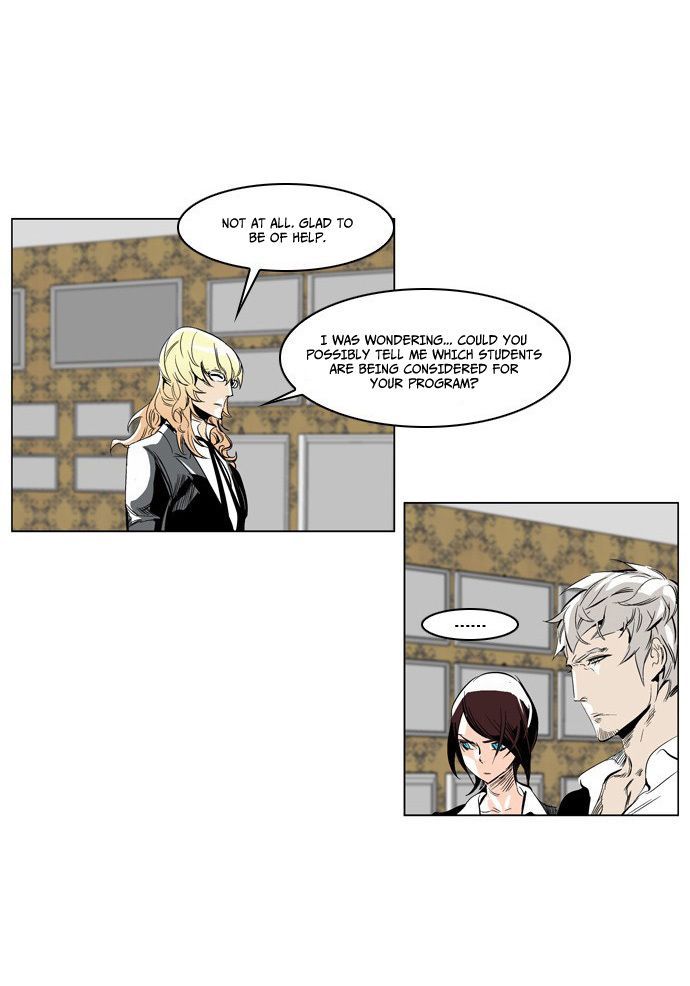 NOT AT ALL. GLAD TO
BE OF HELP.
I WAS WONDERING... COULD YOU
POSSIBLY TELL ME WHICH STUDENTS
ARE BEING CONSIDERED FOR
YOUR PROGRAM?
......